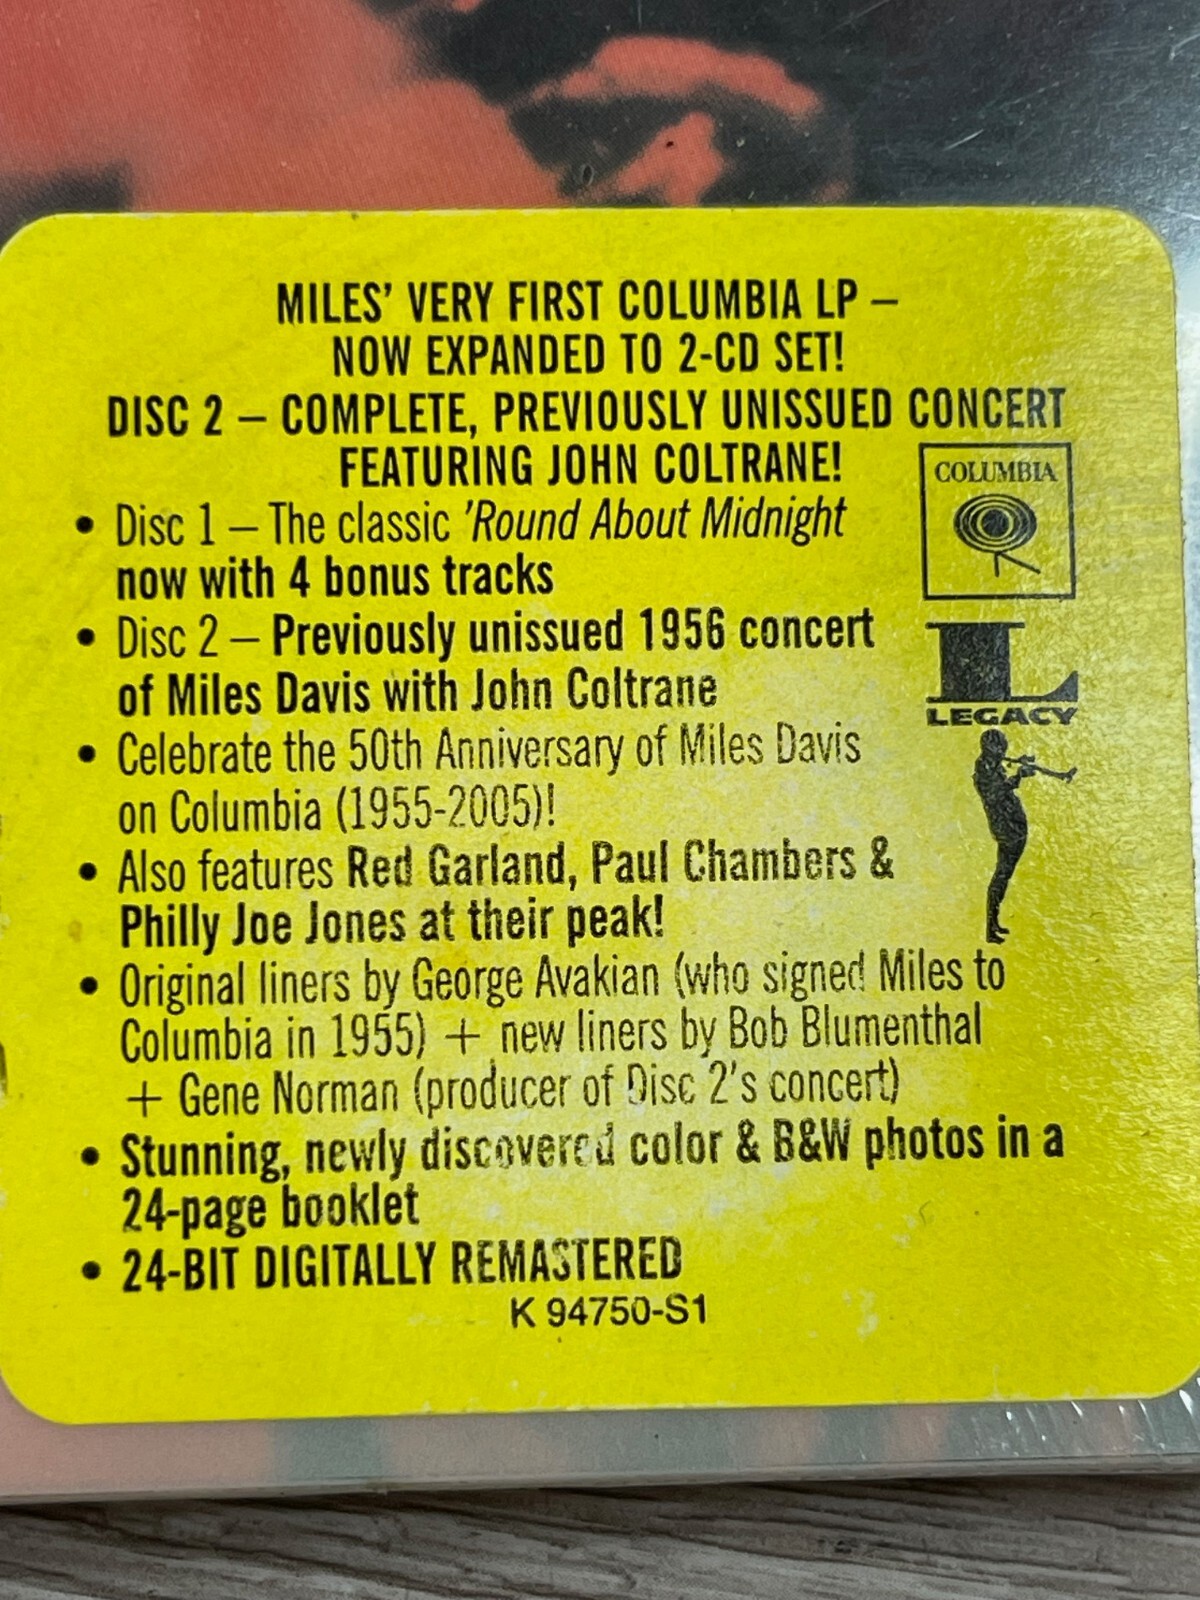 MILES' VERY FIRST COLUMBIA LP –
NOW EXPANDED TO 2-CD SET!
DISC 2 – COMPLETE, PREVIOUSLY UNISSUED CONCERT
FEATURING JOHN COLTRANE!
• Disc 1 – The classic 'Round About Midnight
now with 4 bonus tracks
• Disc 2 – Previously unissued 1956 concert
of Miles Davis with John Coltrane
• Celebrate the 50th Anniversary of Miles Davis
on Columbia (1955-2005)!
• Also features Red Garland, Paul Chambers &
Philly Joe Jones at their peak!
• Original liners by George Avakian (who signed Miles to
Columbia in 1955) + new liners by Bob Blumenthal
+ Gene Norman (producer of Disc 2's concert)
• Stunning, newly discovered color & B&W photos in a
24-page booklet
• 24-BIT DIGITALLY REMASTERED
K 94750-S1
COLUMBIA
L
LEGACY